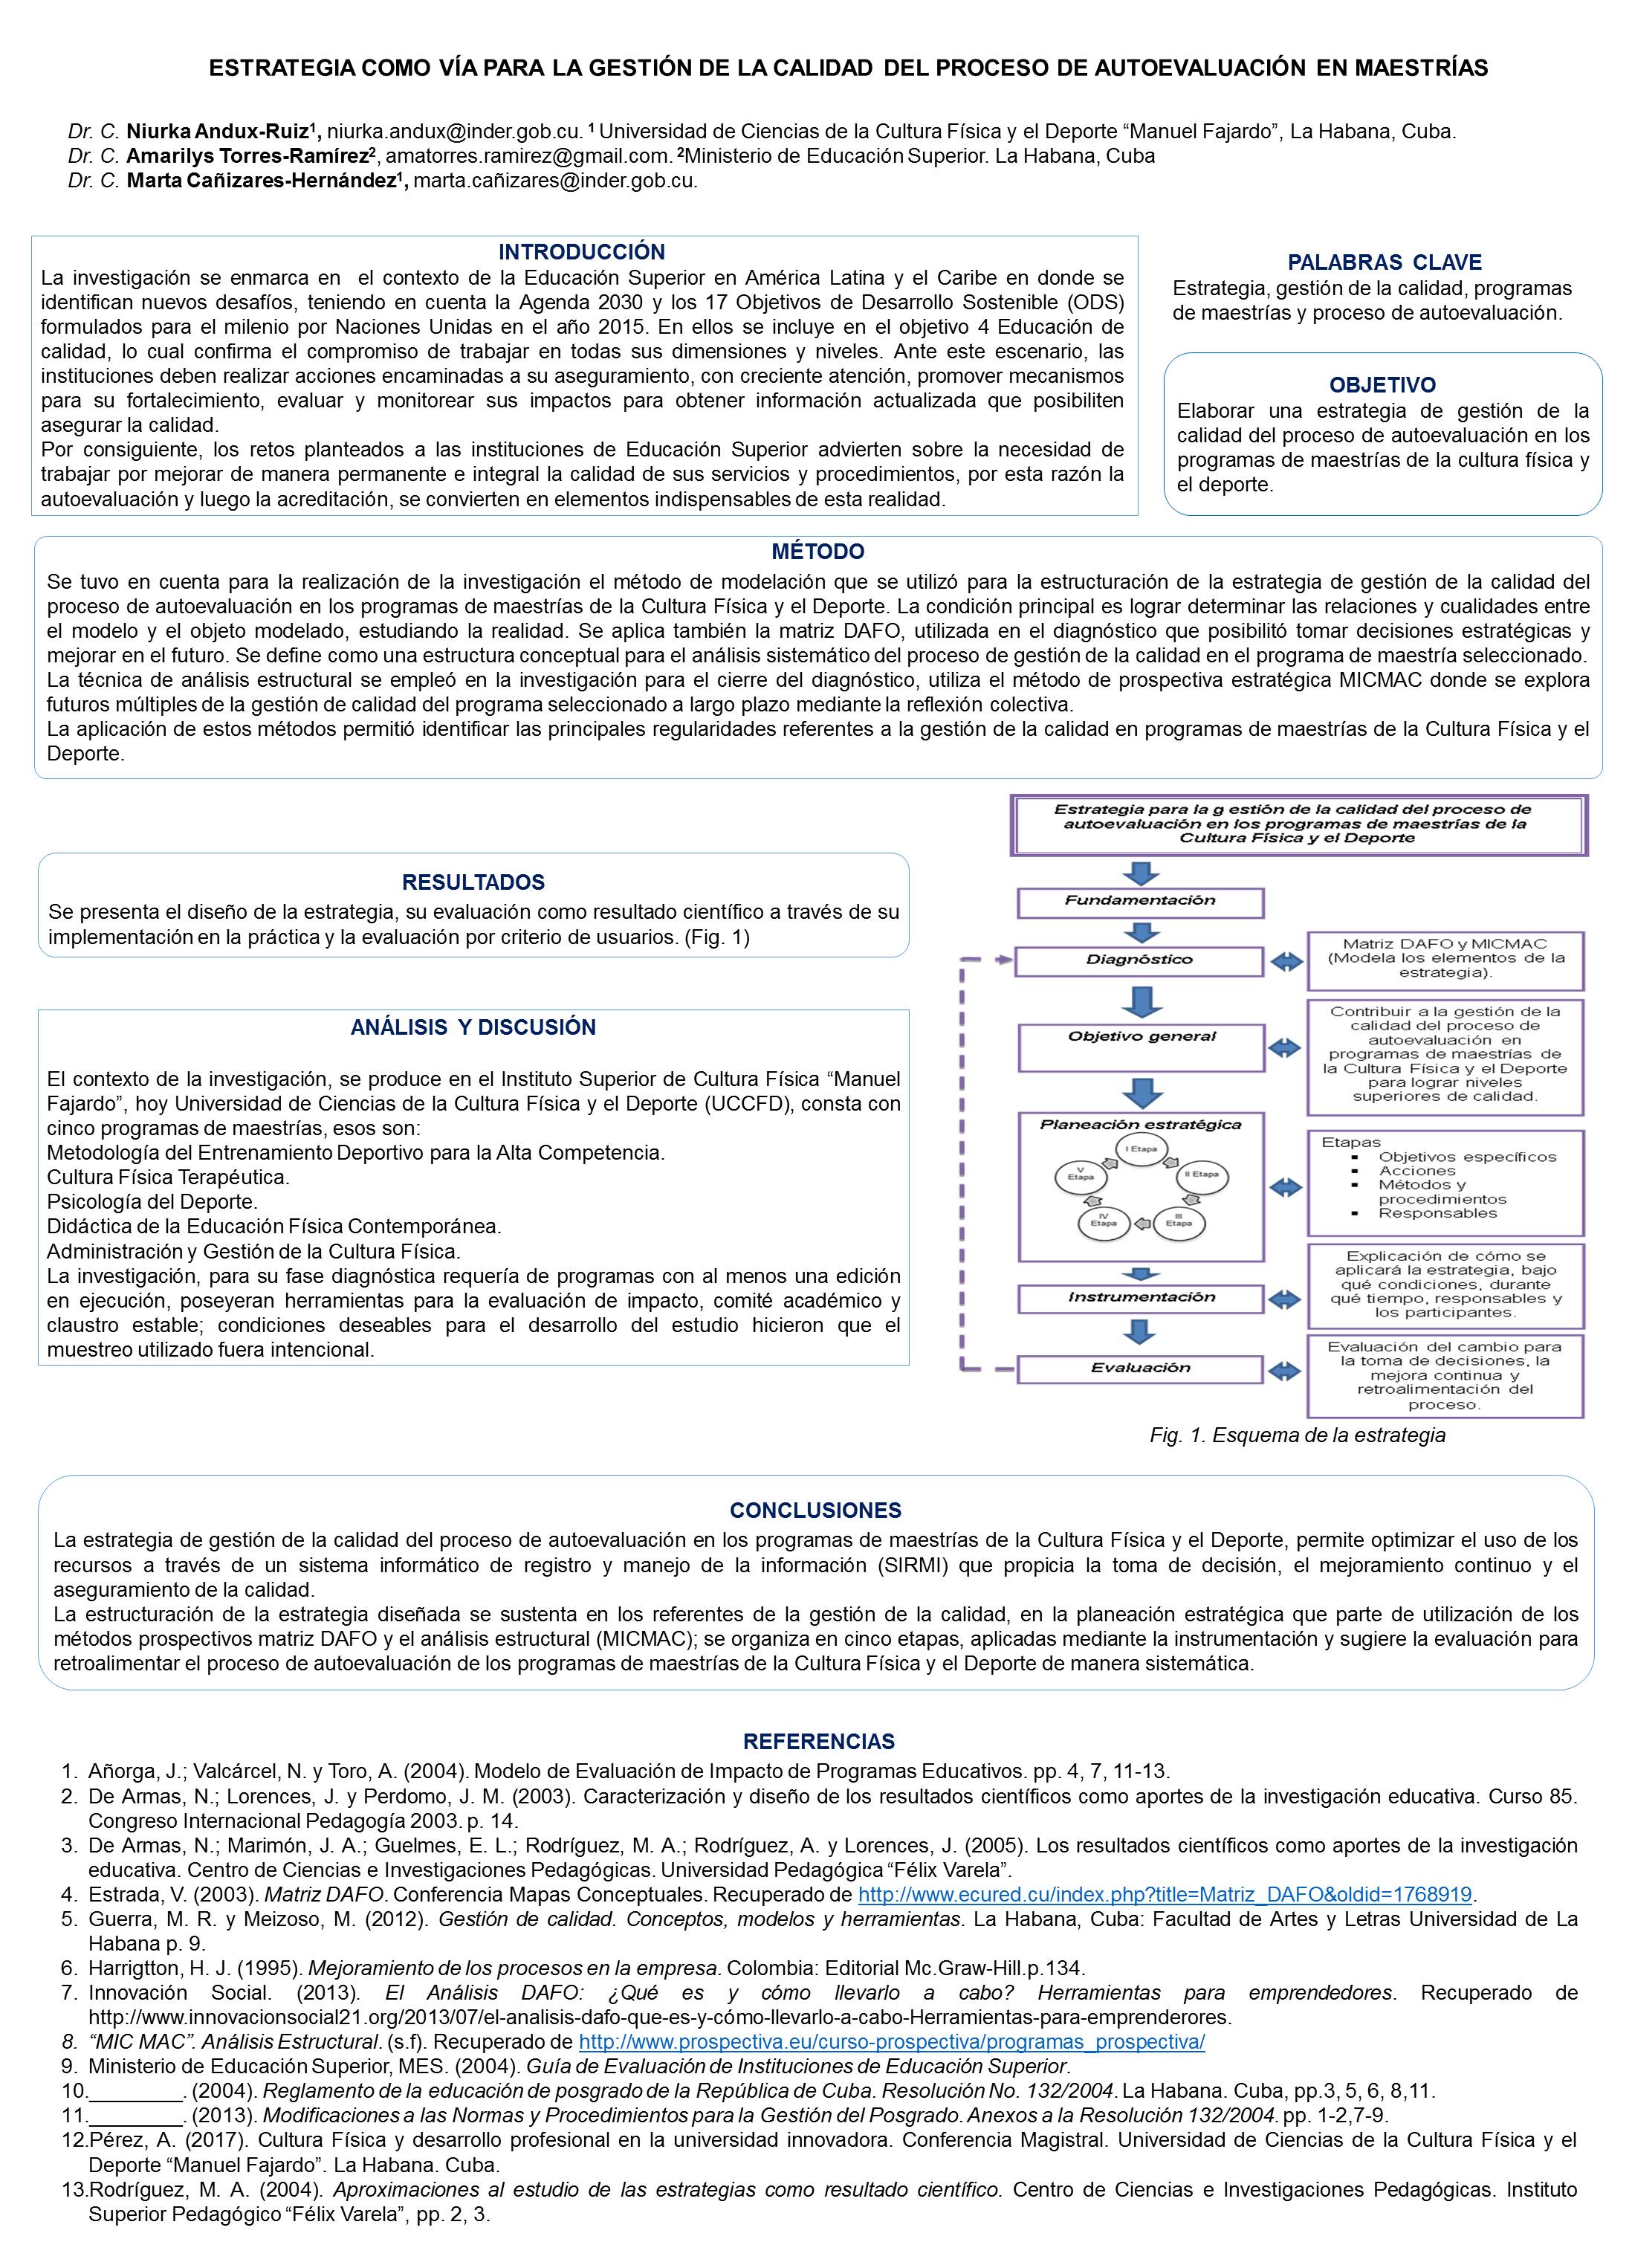 ESTRATEGIA COMO VÍA PARA LA GESTIÓN DE LA CALIDAD DEL PROCESO DE AUTOEVALUACIÓN EN MAESTRÍAS
Dr. C. Niurka Andux-Ruiz¹, niurka.andux@inder.gob.cu. ¹ Universidad de Ciencias de la Cultura Física y el Deporte “Manuel Fajardo”, La Habana, Cuba.
Dr. C. Amarilys Torres-Ramírez², amatorres.ramirez@gmail.com. ²Ministerio de Educación Superior. La Habana, Cuba
Dr. C. Marta Cañizares-Hernández¹, marta.cañizares@inder.gob.cu.
INTRODUCCIÓN
La investigación se enmarca en el contexto de la Educación Superior en América Latina y el Caribe en donde se
identifican nuevos desafíos, teniendo en cuenta la Agenda 2030 y los 17 Objetivos de Desarrollo Sostenible (ODS)
formulados para el milenio por Naciones Unidas en el año 2015. En ellos se incluye en el objetivo 4 Educación de
calidad, lo cual confirma el compromiso de trabajar en todas sus dimensiones y niveles. Ante este escenario, las
instituciones deben realizar acciones encaminadas a su aseguramiento, con creciente atención, promover mecanismos
para su fortalecimiento, evaluar y monitorear sus impactos para obtener información actualizada que posibiliten
asegurar la calidad.
Por consiguiente, los retos planteados a las instituciones de Educación Superior advierten sobre la necesidad de
trabajar por mejorar de manera permanente e integral la calidad de sus servicios y procedimientos, por esta razón la
autoevaluación y luego la acreditación, se convierten en elementos indispensables de esta realidad.
PALABRAS CLAVE
Estrategia, gestión de la calidad, programas
de maestrías y proceso de autoevaluación.
OBJETIVO
Elaborar una estrategia de gestión de la
calidad del proceso de autoevaluación en los
programas de maestrías de la cultura física y
el deporte.
MÉTODO
Se tuvo en cuenta para la realización de la investigación el método de modelación que se utilizó para la estructuración de la estrategia de gestión de la calidad del
proceso de autoevaluación en los programas de maestrías de la Cultura Física y el Deporte. La condición principal es lograr determinar las relaciones y cualidades entre
el modelo y el objeto modelado, estudiando la realidad. Se aplica también la matriz DAFO, utilizada en el diagnóstico que posibilitó tomar decisiones estratégicas y
mejorar en el futuro. Se define como una estructura conceptual para el análisis sistemático del proceso de gestión de la calidad en el programa de maestría seleccionado.
La técnica de análisis estructural se empleó en la investigación para el cierre del diagnóstico, utiliza el método de prospectiva estratégica MICMAC donde se explora
futuros múltiples de la gestión de calidad del programa seleccionado a largo plazo mediante la reflexión colectiva.
La aplicación de estos métodos permitió identificar las principales regularidades referentes a la gestión de la calidad en programas de maestrías de la Cultura Física y el
Deporte.
RESULTADOS
Se presenta el diseño de la estrategia, su evaluación como resultado científico a través de su
implementación en la práctica y la evaluación por criterio de usuarios. (Fig. 1)
ANÁLISIS Y DISCUSIÓN
El contexto de la investigación, se produce en el Instituto Superior de Cultura Física “Manuel
Fajardo”, hoy Universidad de Ciencias de la Cultura Física y el Deporte (UCCFD), consta con
cinco programas de maestrías, esos son:
Metodología del Entrenamiento Deportivo para la Alta Competencia.
Cultura Física Terapéutica.
Psicología del Deporte.
Didáctica de la Educación Física Contemporánea.
Administración y Gestión de la Cultura Física.
La investigación, para su fase diagnóstica requería de programas con al menos una edición
en ejecución, poseyeran herramientas para la evaluación de impacto, comité académico y
claustro estable; condiciones deseables para el desarrollo del estudio hicieron que el
muestreo utilizado fuera intencional.
Estrategia para la g estión de la calidad del proceso de
autoevaluación en los programas de maestrías de la
Cultura Física y el Deporte
Fundamentación
Diagnóstico
Matriz DAFO y MICMAC
(Modela los elementos de la
estrategia).
Objetivo general
Contribuir a la gestión de la
calidad del proceso de
autoevaluación en
programas de maestrías de
la Cultura Física y el Deporte
para lograr niveles
superiores de calidad.
Planeación estratégica
I Etapa
II Etapa
III
Etapa
IV
Etapa
V
Etapa
Etapas
▪ Objetivos específicos
▪ Acciones
▪ Métodos y
procedimientos
▪ Responsables
Instrumentación
Explicación de cómo se
aplicará la estrategia, bajo
qué condiciones, durante
qué tiempo, responsables y
los participantes.
Evaluación
Evaluación del cambio para
la toma de decisiones, la
mejora continua y
retroalimentación del
proceso.
Fig. 1. Esquema de la estrategia
CONCLUSIONES
La estrategia de gestión de la calidad del proceso de autoevaluación en los programas de maestrías de la Cultura Física y el Deporte, permite optimizar el uso de los
recursos a través de un sistema informático de registro y manejo de la información (SIRMI) que propicia la toma de decisión, el mejoramiento continuo y el
aseguramiento de la calidad.
La estructuración de la estrategia diseñada se sustenta en los referentes de la gestión de la calidad, en la planeación estratégica que parte de utilización de los
métodos prospectivos matriz DAFO y el análisis estructural (MICMAC); se organiza en cinco etapas, aplicadas mediante la instrumentación y sugiere la evaluación para
retroalimentar el proceso de autoevaluación de los programas de maestrías de la Cultura Física y el Deporte de manera sistemática.
REFERENCIAS
1. Añorga, J.; Valcárcel, N. y Toro, A. (2004). Modelo de Evaluación de Impacto de Programas Educativos. pp. 4, 7, 11-13.
2. De Armas, N.; Lorences, J. y Perdomo, J. M. (2003). Caracterización y diseño de los resultados científicos como aportes de la investigación educativa. Curso 85.
Congreso Internacional Pedagogía 2003. p. 14.
3. De Armas, N.; Marimón, J. A.; Guelmes, E. L.; Rodríguez, M. A.; Rodríguez, A. y Lorences, J. (2005). Los resultados científicos como aportes de la investigación
educativa. Centro de Ciencias e Investigaciones Pedagógicas. Universidad Pedagógica “Félix Varela”.
4. Estrada, V. (2003). Matriz DAFO. Conferencia Mapas Conceptuales. Recuperado de http://www.ecured.cu/index.php?title=Matriz_DAFO&oldid=1768919.
5. Guerra, M. R. y Meizoso, M. (2012). Gestión de calidad. Conceptos, modelos y herramientas. La Habana, Cuba: Facultad de Artes y Letras Universidad de La
Habana p. 9.
6. Harrigtton, H. J. (1995). Mejoramiento de los procesos en la empresa. Colombia: Editorial Mc.Graw-Hill.p.134.
7. Innovación Social. (2013). El Análisis DAFO: ¿Qué es y cómo llevarlo a cabo? Herramientas para emprendedores. Recuperado de
http://www.innovacionsocial21.org/2013/07/el-analisis-dafo-que-es-y-cómo-llevarlo-a-cabo-Herramientas-para-emprenderores.
8. “MIC MAC”. Análisis Estructural. (s.f). Recuperado de http://www.prospectiva.eu/curso-prospectiva/programas_prospectiva/
9. Ministerio de Educación Superior, MES. (2004). Guía de Evaluación de Instituciones de Educación Superior.
10.________. (2004). Reglamento de la educación de posgrado de la República de Cuba. Resolución No. 132/2004. La Habana. Cuba, pp.3, 5, 6, 8,11.
11.________. (2013). Modificaciones a las Normas y Procedimientos para la Gestión del Posgrado. Anexos a la Resolución 132/2004. pp. 1-2,7-9.
12.Pérez, A. (2017). Cultura Física y desarrollo profesional en la universidad innovadora. Conferencia Magistral. Universidad de Ciencias de la Cultura Física y el
Deporte “Manuel Fajardo”. La Habana. Cuba.
13.Rodríguez, M. A. (2004). Aproximaciones al estudio de las estrategias como resultado científico. Centro de Ciencias e Investigaciones Pedagógicas. Instituto
Superior Pedagógico “Félix Varela”, pp. 2, 3.